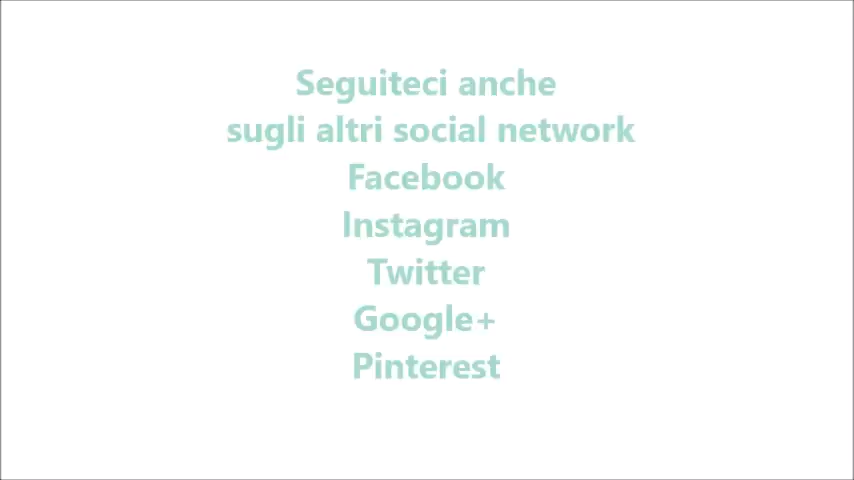 Seguiteci anche
sugli altri social network
Facebook
Instagram
Twitter
Google+
Pinterest